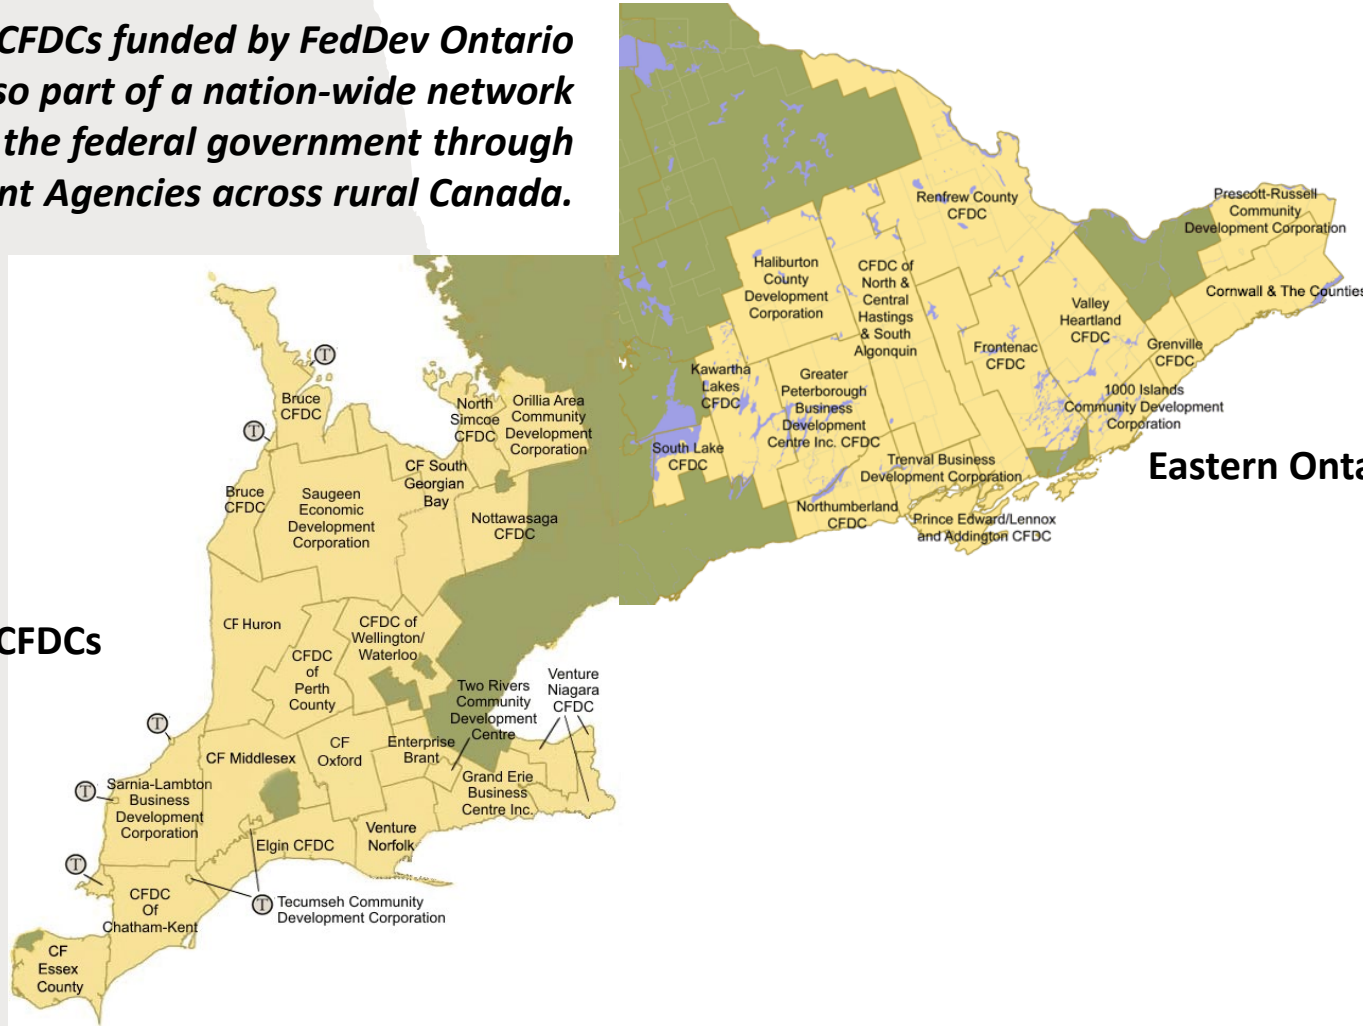 CFDCs funded by FedDev Ontario
so part of a nation-wide network
the federal government through
nt Agencies across rural Canada.
Renfrew County
CFDC
Prescott-Russell
Community
Development Corporation
Haliburton
County
Development
Corporation
CFDC of
North &
Central
Hastings
& South
Algonquin
Cornwall & The Counties
Valley
Heartland
CFDC
Frontenac
CFDC
Grenville
CFDC
Kawartha
Lakes
CFDC
Greater
Peterborough
Business
Development
Centre Inc. CFDC
1000 Islands
Community Development
Corporation
South Lake
CFDC
Trenval Business
Development Corporation
Northumberland
CFDC
Prince Edward/Lennox
and Addington CFDC
Eastern Onta
T
Bruce
CFDC
T
North
Simcoe
CFDC
Orillia Area
Community
Development
Corporation
CF South
Georgian
Bay
Bruce
CFDC
Saugeen
Economic
Development
Corporation
Nottawasaga
CFDC
CFDCs
CF Huron
CFDC of
Wellington/
Waterloo
CFDC
of
Perth
County
Two Rivers
Community
Development
Centre
Venture
Niagara
CFDC
T
CF Middlesex
CF
Oxford
Enterprise
Brant
T
Sarnia-Lambton
Business
Development
Corporation
Grand Erie
Business
Centre Inc.
Elgin CFDC
Venture
Norfolk
T
CFDC
Of
Chatham-Kent
T
Tecumseh Community
Development Corporation
CF
Essex
County